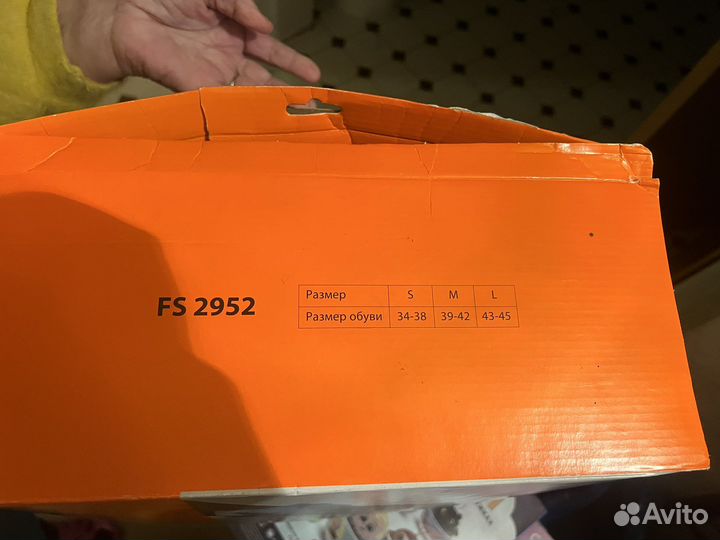 FS 2952
Размер S M L
Размер обуви 34-38 39-42 43-45
Avito